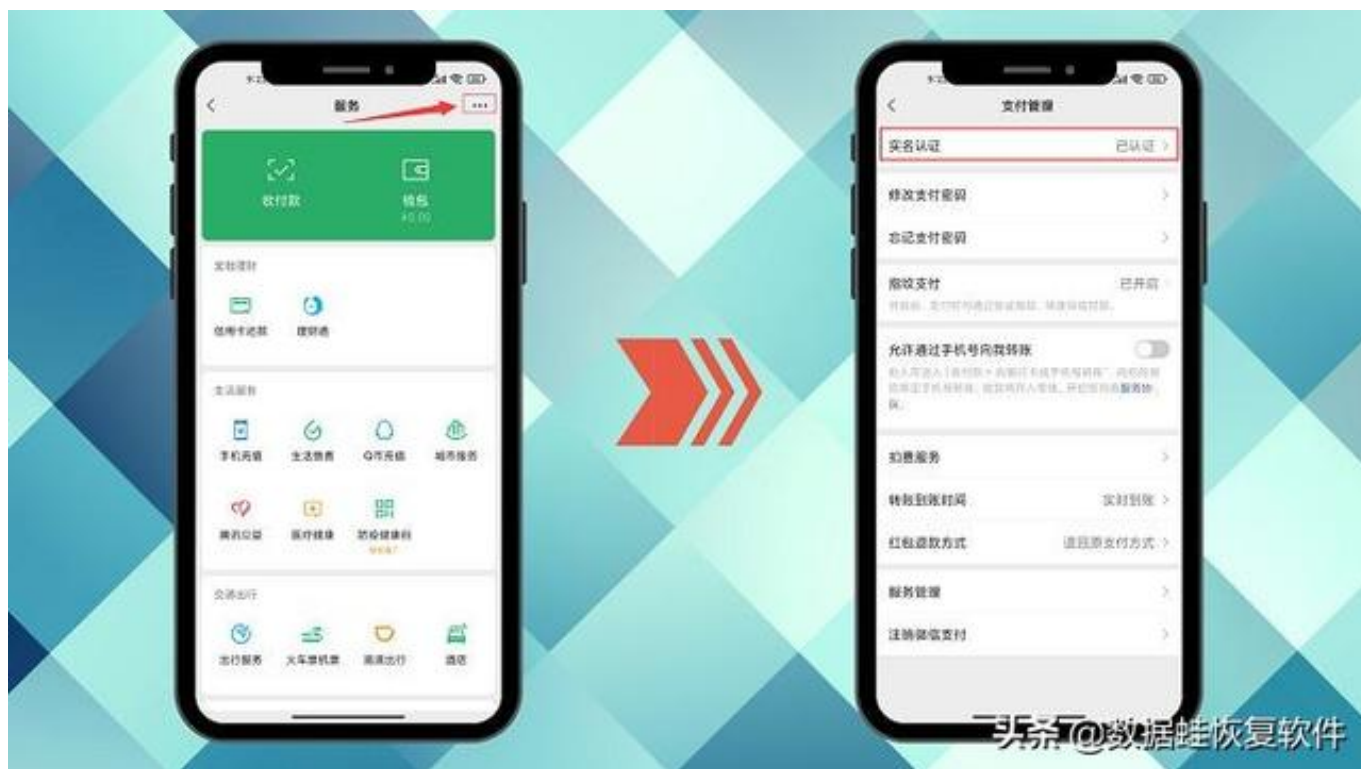 服务
收付款
钱包
¥0.00
金融理财
信用卡还款
理财通
生活服务
手机充值
生活缴费
Q币充值
城市服务
腾讯公益
医疗健康
防疫健康码
交通出行
出行服务
火车票机票
滴滴出行
酒店
支付管理
实名认证
已认证
修改支付密码
忘记支付密码
指纹支付
已开启
允许通过手机号向我转账
扣费服务
转账到账时间
实时到账
红包退款方式
退回原支付方式
服务管理
注销微信支付
头条 @数据蛙恢复软件